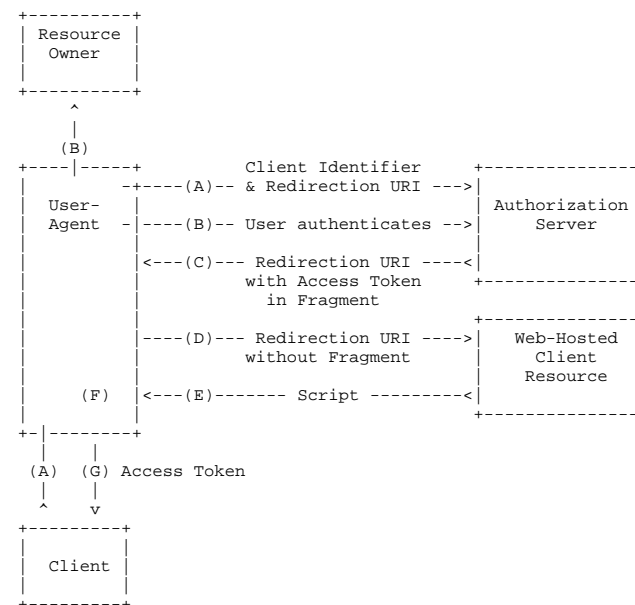 +----------+
| Resource |
|  Owner   |
|          |
+----------+
     ^
     |
    (B)
+----|-----+          Client Identifier     +---------------
|         -+----(A)-- & Redirection URI --->|
|  User-   |                                | Authorization
|  Agent  -|----(B)-- User authenticates -->|     Server
|          |                                |
|          |<---(C)--- Redirection URI ----<|
|          |          with Access Token     +---------------
|          |            in Fragment
|          |                                +---------------
|          |----(D)--- Redirection URI ---->|   Web-Hosted
|          |          without Fragment      |     Client
|          |                                |    Resource
|     (F)  |<---(E)------- Script ---------<|
|          |                                +---------------
+-|--------+
  |    |
 (A)  (G) Access Token
  |    |
  ^    v
+---------+
|         |
|  Client |
|         |
+---------+